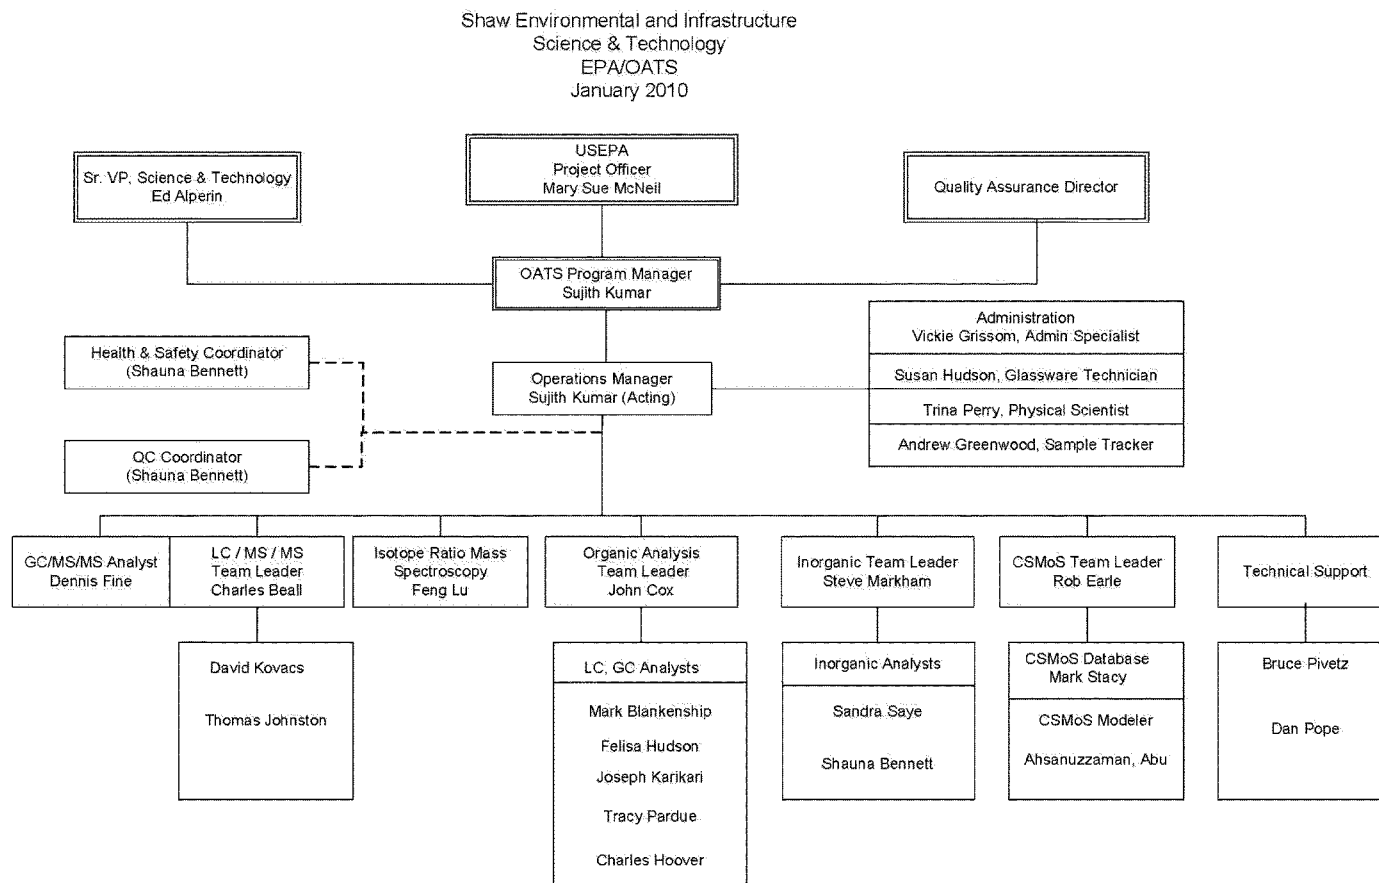 Shaw Environmental and Infrastructure
Science & Technology
EPA/OATS
January 2010
Sr. VP, Science & Technology
Ed Alperin
USEPA
Project Officer
Mary Sue McNeil
Quality Assurance Director
OATS Program Manager
Sujith Kumar
Health & Safety Coordinator
(Shauna Bennett)
Operations Manager
Sujith Kumar (Acting)
Administration
Vickie Grissom, Admin Specialist
Susan Hudson, Glassware Technician
Trina Perry, Physical Scientist
Andrew Greenwood, Sample Tracker
QC Coordinator
(Shauna Bennett)
GC/MS/MS Analyst
Dennis Fine
LC / MS / MS
Team Leader
Charles Beall
Isotope Ratio Mass
Spectroscopy
Feng Lu
Organic Analysis
Team Leader
John Cox
Inorganic Team Leader
Steve Markham
CSMoS Team Leader
Rob Earle
Technical Support
David Kovacs
Thomas Johnston
LC, GC Analysts
Mark Blankenship
Felisa Hudson
Joseph Karikari
Tracy Pardue
Charles Hoover
Inorganic Analysts
Sandra Saye
Shauna Bennett
CSMoS Database
Mark Stacy
CSMoS Modeler
Ahsanuzzaman, Abu
Bruce Pivetz
Dan Pope